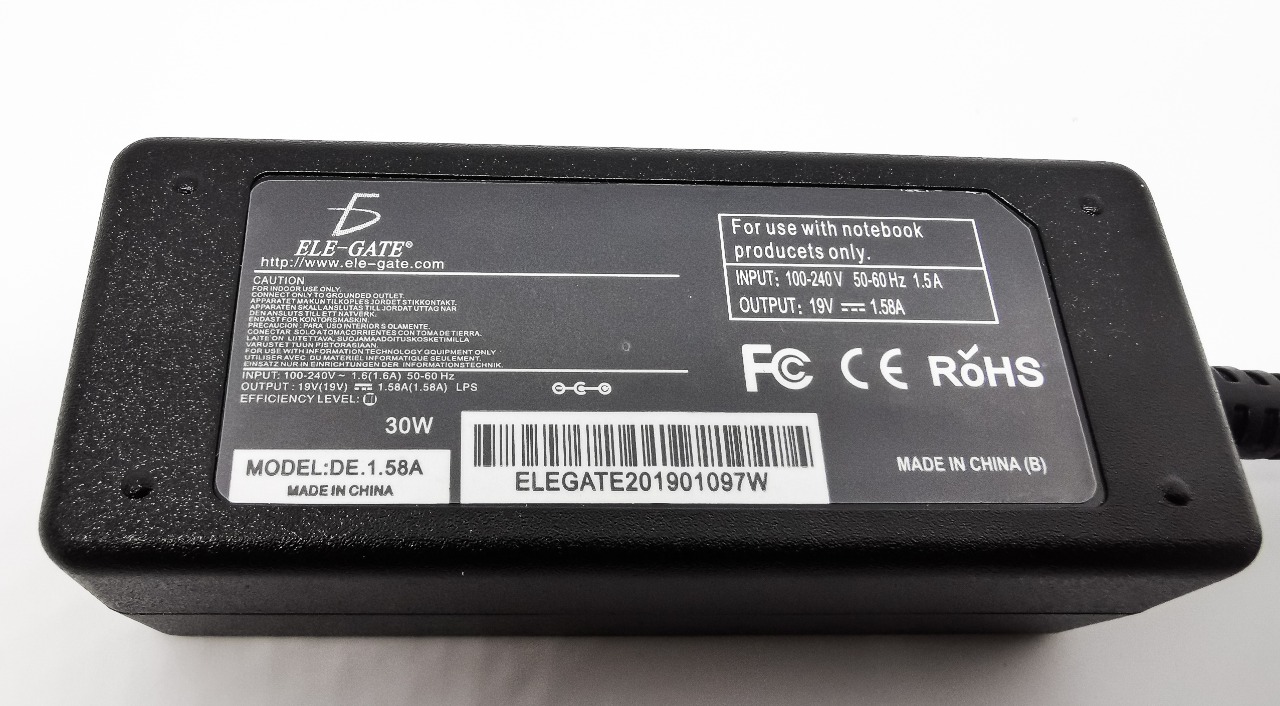 ELE-GATE®
http://www.ele-gate.com
CAUTION
FOR INDOOR USE ONLY.
CONNECT ONLY TO GROUNDED OUTLET.
APPARATET MAKUN TILKOPLES JORDET STIKKONTAKT.
APPARATEN SKALL ANSLUTAS TILL JORDAT UTTAG NAR
DEN ANSLUTS TILL ETT NATVERK.
ENDAST FOR KONTORSMASKIN.
PRECAUCION : PARA USO INTERIOR S OLAMENTE.
CONECTAR SOLO A TOMACORRIENTES CON TOMA DE TIERRA.
LAITE ON LIITETTAVA, SUOJAMAADOITUSKOSKETIMILLA
VARUSTETTUUN PISTORASIAAN.
FOR USE WITH INFORMATION TECHNOLOGY QQUIPMENT ONLY
UTILISER AVEC DU MATERIEL INFORMATIQUE SEULEMENT.
EINSATZ NUR IN EINRICHTUNGEN DER INFORMATIONSTECHNIK.
INPUT: 100-240V~ 1.6(1.6A) 50-60 Hz
OUTPUT : 19V(19V) ⎓ 1.58A(1.58A) LPS
EFFICIENCY LEVEL:
30W
MODEL:DE.1.58A
MADE IN CHINA
ELEGATE201901097W
For use with notebook
producets only.
INPUT: 100-240V 50-60Hz 1.5A
OUTPUT: 19V ⎓ 1.58A
FC CE RoHS
MADE IN CHINA (B)